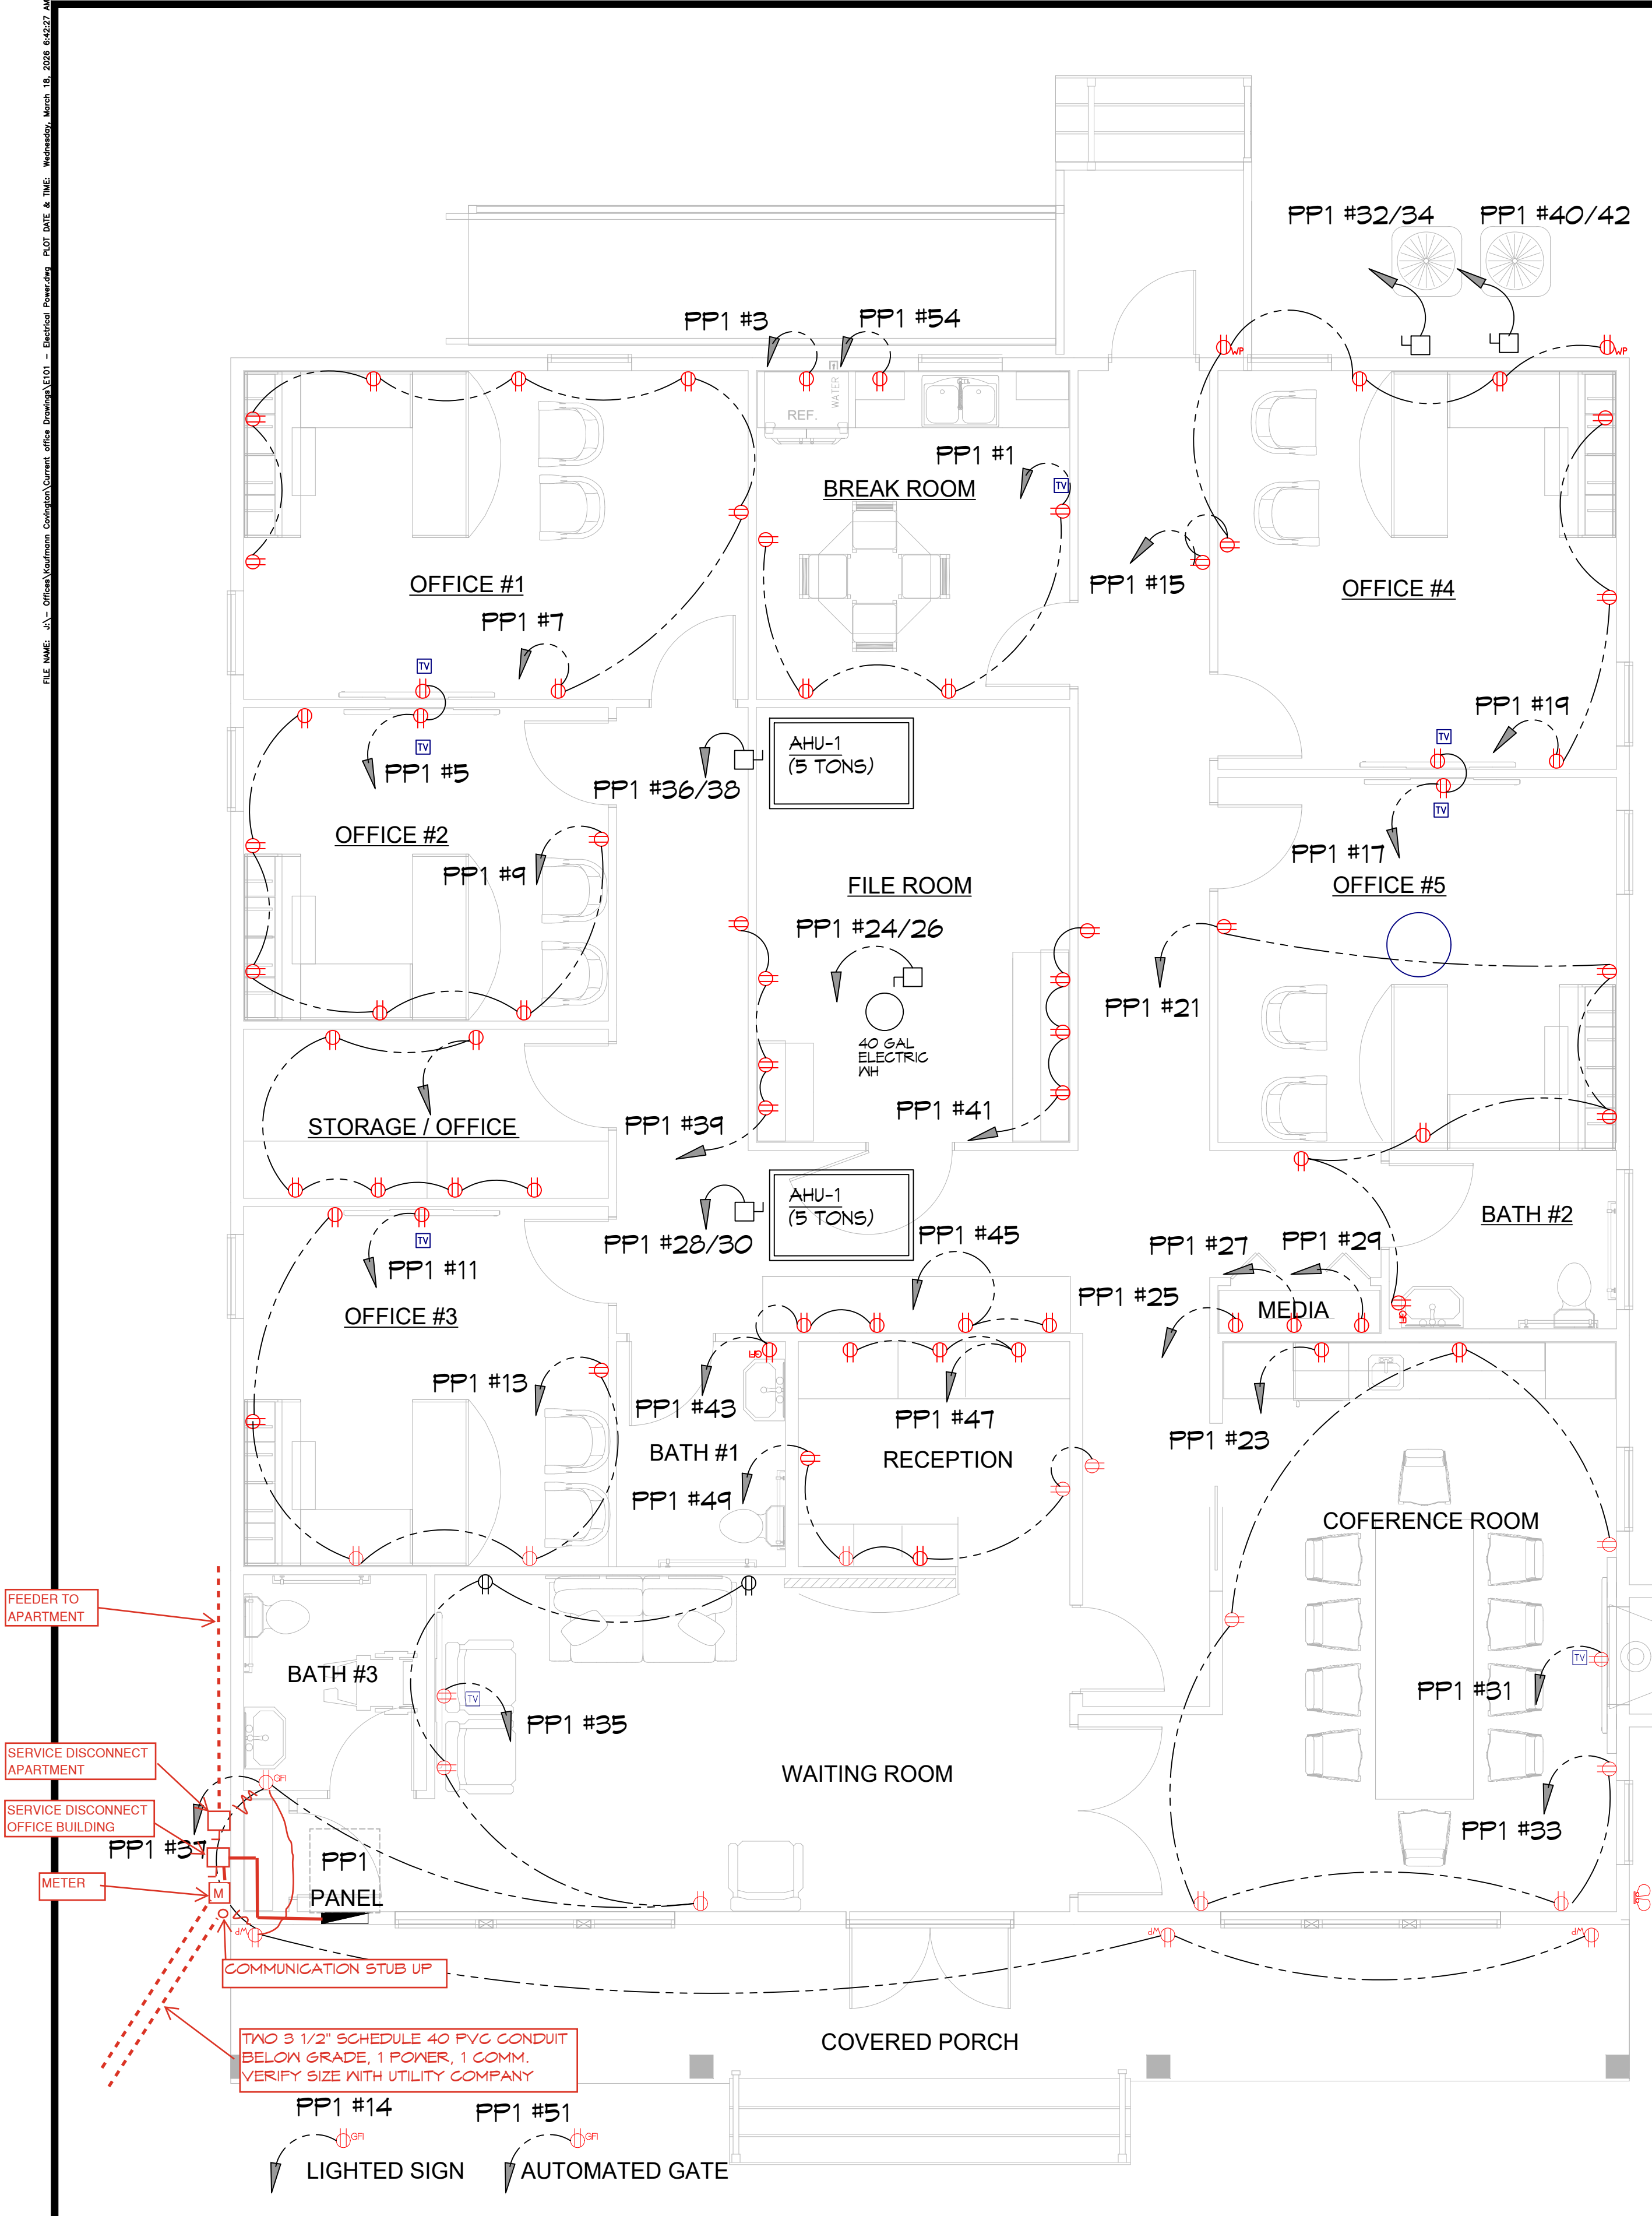 FILE NAME: J:\- Offices\Kaufmann Covington\Current office Drawings\E101 - Electrical Power.dwg PLOT DATE & TIME: Wednesday, March 18, 2026 6:42:27 AM
PP1 #32/34
PP1 #40/42
PP1 #3
PP1 #54
WP
WP
WATER
REF.
PP1 #1
TV
BREAK ROOM
OFFICE #1
PP1 #15
OFFICE #4
PP1 #7
TV
TV
PP1 #5
PP1 #19
TV
TV
AHU-1
(5 TONS)
PP1 #36/38
OFFICE #2
PP1 #9
PP1 #17
OFFICE #5
FILE ROOM
PP1 #24/26
PP1 #21
40 GAL
ELECTRIC
WH
STORAGE / OFFICE
PP1 #39
PP1 #41
AHU-1
(5 TONS)
PP1 #28/30
BATH #2
TV
PP1 #11
PP1 #45
PP1 #27
PP1 #29
PP1 #25
MEDIA
GFI
OFFICE #3
GFI
PP1 #13
PP1 #43
PP1 #47
PP1 #23
BATH #1
RECEPTION
PP1 #49
COFERENCE ROOM
FEEDER TO
APARTMENT
BATH #3
TV
PP1 #31
TV
PP1 #35
SERVICE DISCONNECT
APARTMENT
WAITING ROOM
GFI
SERVICE DISCONNECT
OFFICE BUILDING
PP1 #37
PP1
PP1 #33
METER
M
PANEL
WP
WP
WP
COMMUNICATION STUB UP
TWO 3 1/2" SCHEDULE 40 PVC CONDUIT
BELOW GRADE, 1 POWER, 1 COMM.
VERIFY SIZE WITH UTILITY COMPANY
COVERED PORCH
PP1 #14
PP1 #51
GFI
GFI
LIGHTED SIGN
AUTOMATED GATE